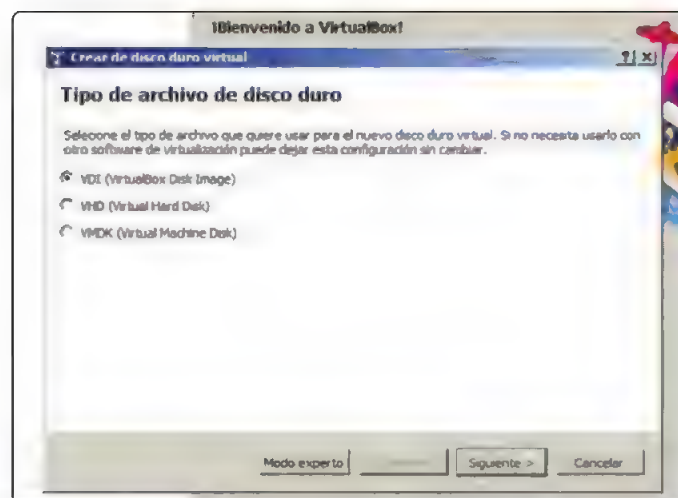 ¡Bienvenido a VirtualBox!
Crear de disco duro virtual
Tipo de archivo de disco duro
Selecone el tipo de archivo que quiere usar para el nuevo disco duro virtual. Si no necesita usarlo con
otro software de virtualización puede dejar esta configuración sin cambiar.
VDI (VirtualBox Disk Image)
VHD (Virtual Hard Disk)
VMDK (Virtual Machine Disk)
Modo experto
Siguiente >
Cancelar